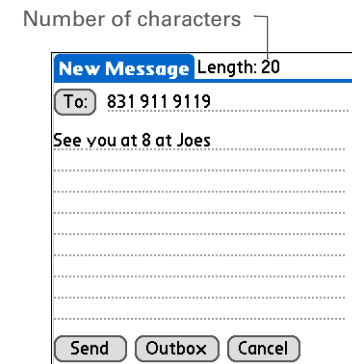 Number of characters
New Message Length: 20
To: 831 911 9119
See you at 8 at Joes
Send Outbox Cancel